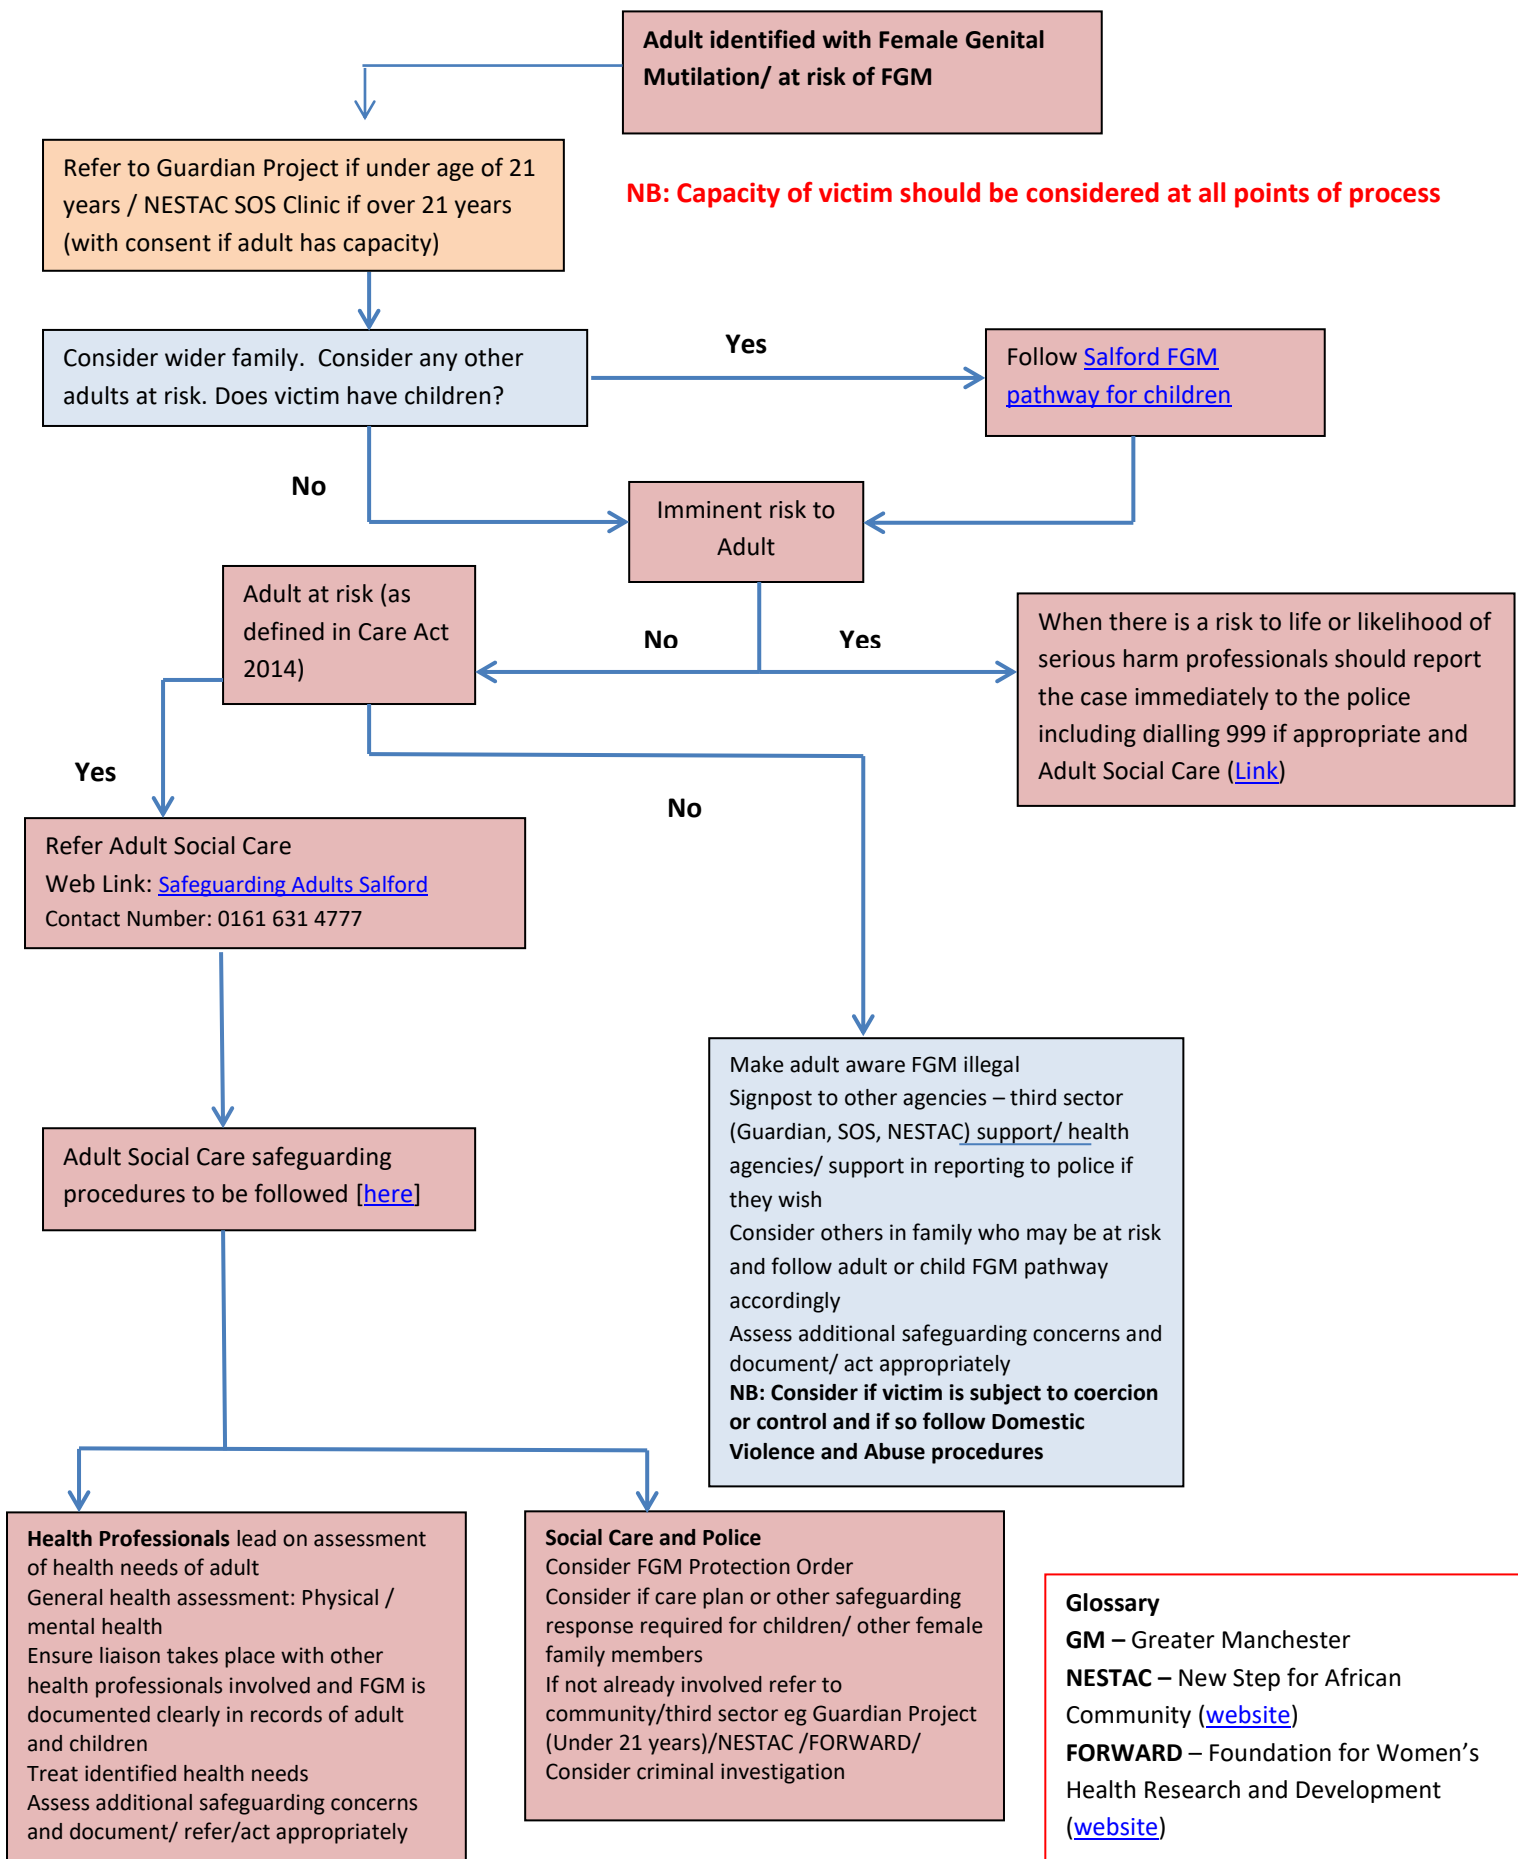 Adult identified with Female Genital
Mutilation/ at risk of FGM
Refer to Guardian Project if under age of 21
years / NESTAC SOS Clinic if over 21 years
(with consent if adult has capacity)
NB: Capacity of victim should be considered at all points of process
Consider wider family.  Consider any other
adults at risk. Does victim have children?
Yes
Follow Salford FGM
pathway for children
No
Imminent risk to
Adult
Adult at risk (as
defined in Care Act
2014)
No
Yes
When there is a risk to life or likelihood of
serious harm professionals should report
the case immediately to the police
including dialling 999 if appropriate and
Adult Social Care (Link)
Yes
No
Refer Adult Social Care
Web Link: Safeguarding Adults Salford
Contact Number: 0161 631 4777
Make adult aware FGM illegal
Signpost to other agencies – third sector
(Guardian, SOS, NESTAC) support/ health
agencies/ support in reporting to police if
they wish
Consider others in family who may be at risk
and follow adult or child FGM pathway
accordingly
Assess additional safeguarding concerns and
document/ act appropriately
NB: Consider if victim is subject to coercion
or control and if so follow Domestic
Violence and Abuse procedures
Adult Social Care safeguarding
procedures to be followed [here]
Health Professionals lead on assessment
of health needs of adult
General health assessment: Physical /
mental health
Ensure liaison takes place with other
health professionals involved and FGM is
documented clearly in records of adult
and children
Treat identified health needs
Assess additional safeguarding concerns
and document/ refer/act appropriately
Social Care and Police
Consider FGM Protection Order
Consider if care plan or other safeguarding
response required for children/ other female
family members
If not already involved refer to
community/third sector eg Guardian Project
(Under 21 years)/NESTAC /FORWARD/
Consider criminal investigation
Glossary
GM – Greater Manchester
NESTAC – New Step for African
Community (website)
FORWARD – Foundation for Women’s
Health Research and Development
(website)